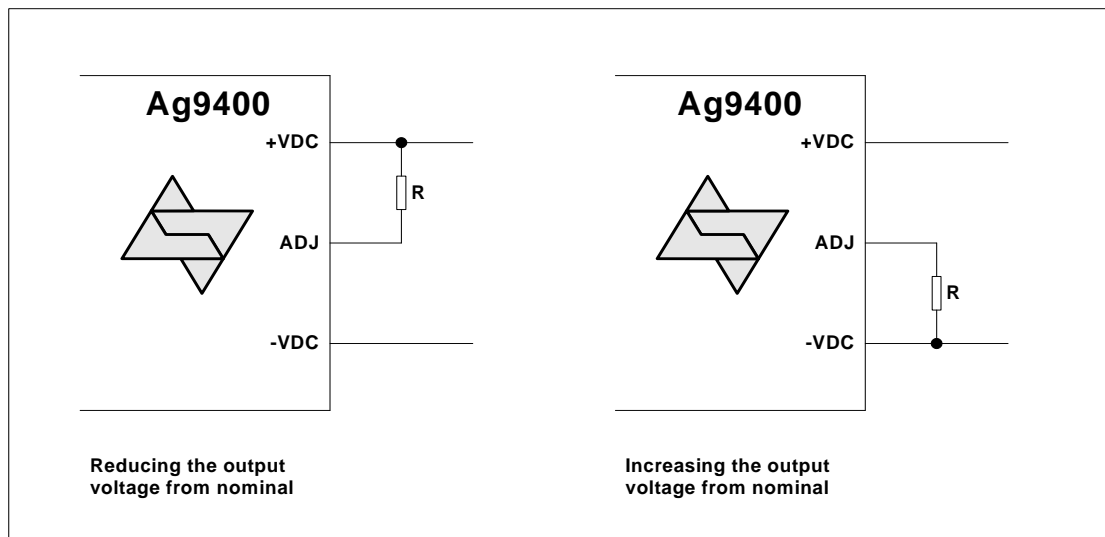 Ag9400
+VDC
R
ADJ
-VDC
Reducing the output
voltage from nominal
Ag9400
+VDC
ADJ
R
-VDC
Increasing the output
voltage from nominal